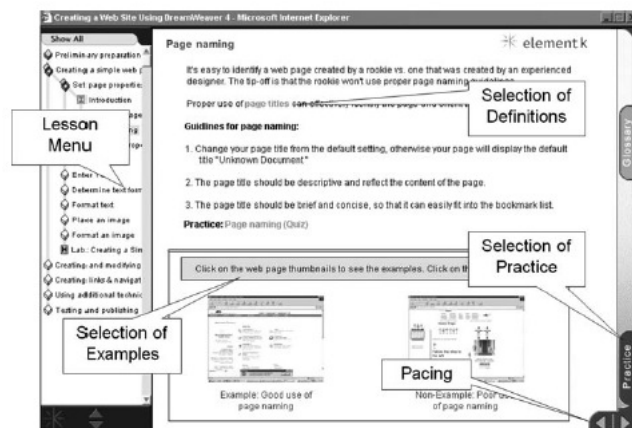 Creating a Web Site Using DreamWeaver 4 - Microsoft Internet Explorer
Show All
Preliminary preparation
Creating a simple web p
Set page propertie
Introduction
Lesson
Menu
Determine text form
Format text
Place an image
Format an image
Lab: Creating a Sim
Creating and modifying
Creating links & navigat
Using additional techniq
Testing and publishing
Page naming
element k
It's easy to identify a web page created by a rookie vs. one that was created by an experienced
designer. The tip-off is that the rookie won't use proper page naming guidelines.
Proper use of page titles can
Selection of
Definitions
Guidlines for page naming:
1. Change your page title from the default setting, otherwise your page will display the default
title "Unknown Document"
2. The page title should be descriptive and reflect the content of the page.
3. The page title should be brief and concise, so that it can easily fit into the bookmark list.
Practice: Page naming (Quiz)
Click on the web page thumbnails to see the examples. Click on th
Selection of
Practice
Selection of
Examples
Pacing
Example: Good use of
page naming
Non-Example: Poor us
of page naming
Glossary
Practice